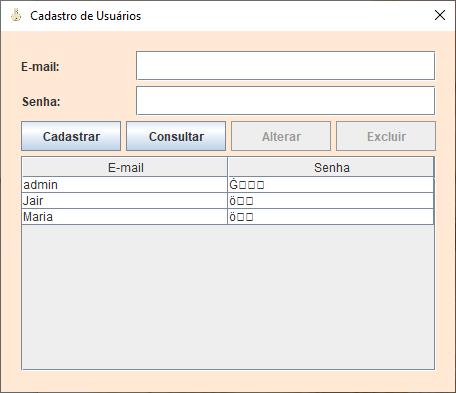 Cadastro de Usuários
E-mail:
Senha:
Cadastrar Consultar Alterar Excluir
E-mail Senha
admin Ĝ□□□
Jair ö□□
Maria ö□□